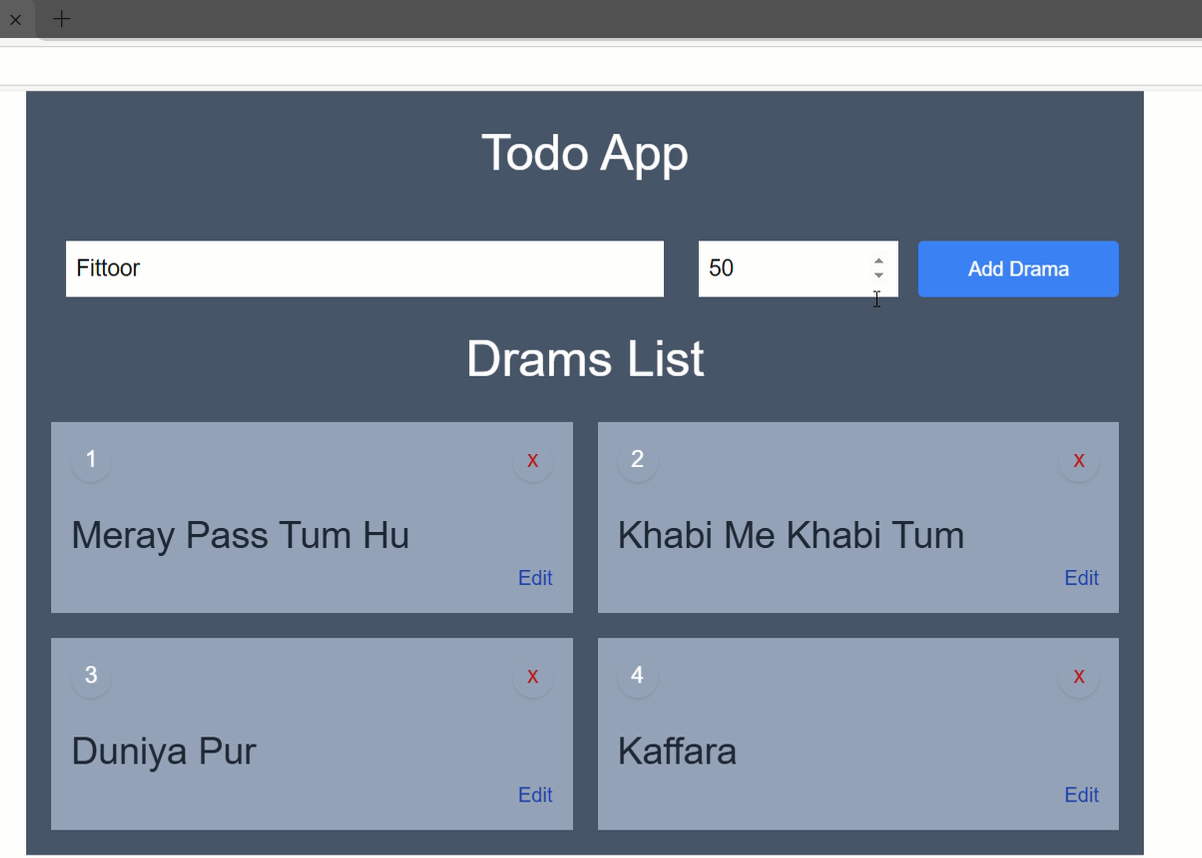 Todo App
Fittoor 50 Add Drama
Drams List
1 X 2 X
Meray Pass Tum Hu Khabi Me Khabi Tum
Edit Edit
3 X 4 X
Duniya Pur Kaffara
Edit Edit